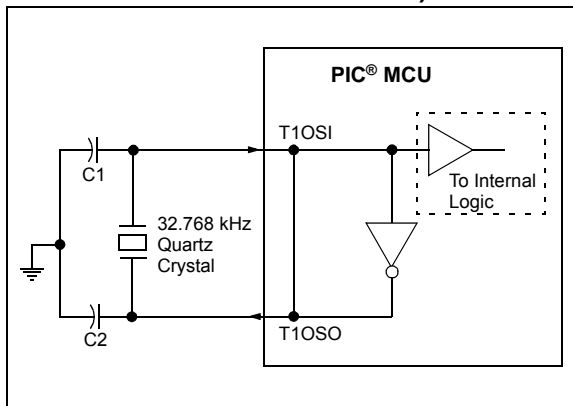 PIC® MCU
T1OSI
C1
To Internal
Logic
32.768 kHz
Quartz
Crystal
C2
T1OSO